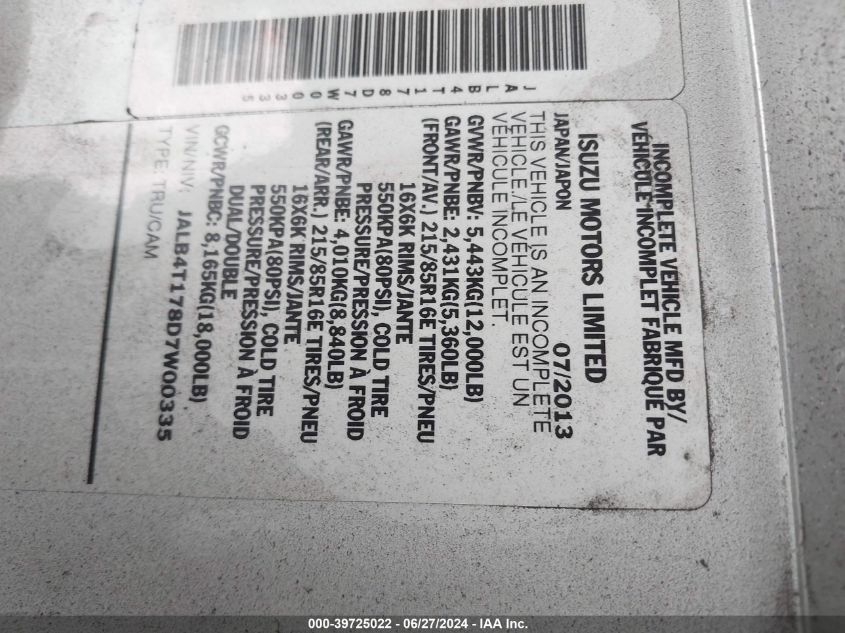 INCOMPLETE VEHICLE MFD BY/
VÉHICULE INCOMPLET FABRIQUÉ PAR
ISUZU MOTORS LIMITED
JAPAN/JAPON 07/2013
THIS VEHICLE IS AN INCOMPLETE
VEHICLE./LE VÉHICULE EST UN
VÉHICULE INCOMPLET.
GVWR/PNBV: 5,443KG(12,000LB)
GAWR/PNBE: 2,431KG(5,360LB)
(FRONT/AV.) 215/85R16E TIRES/PNEU
16X6K RIMS/JANTE
550KPA(80PSI), COLD TIRE
PRESSURE/PRESSION À FROID
GAWR/PNBE: 4,010KG(8,840LB)
(REAR/ARR.) 215/85R16E TIRES/PNEU
16X6K RIMS/JANTE
550KPA(80PSI), COLD TIRE
PRESSURE/PRESSION À FROID
DUAL/DOUBLE
GCWR/PNBC: 8,165KG(18,000LB)
VIN/NIV: JALB4T178D7W00335
TYPE: TRU/CAM
JALB4T178D7W00335
000-39725022 - 06/27/2024 - IAA Inc.